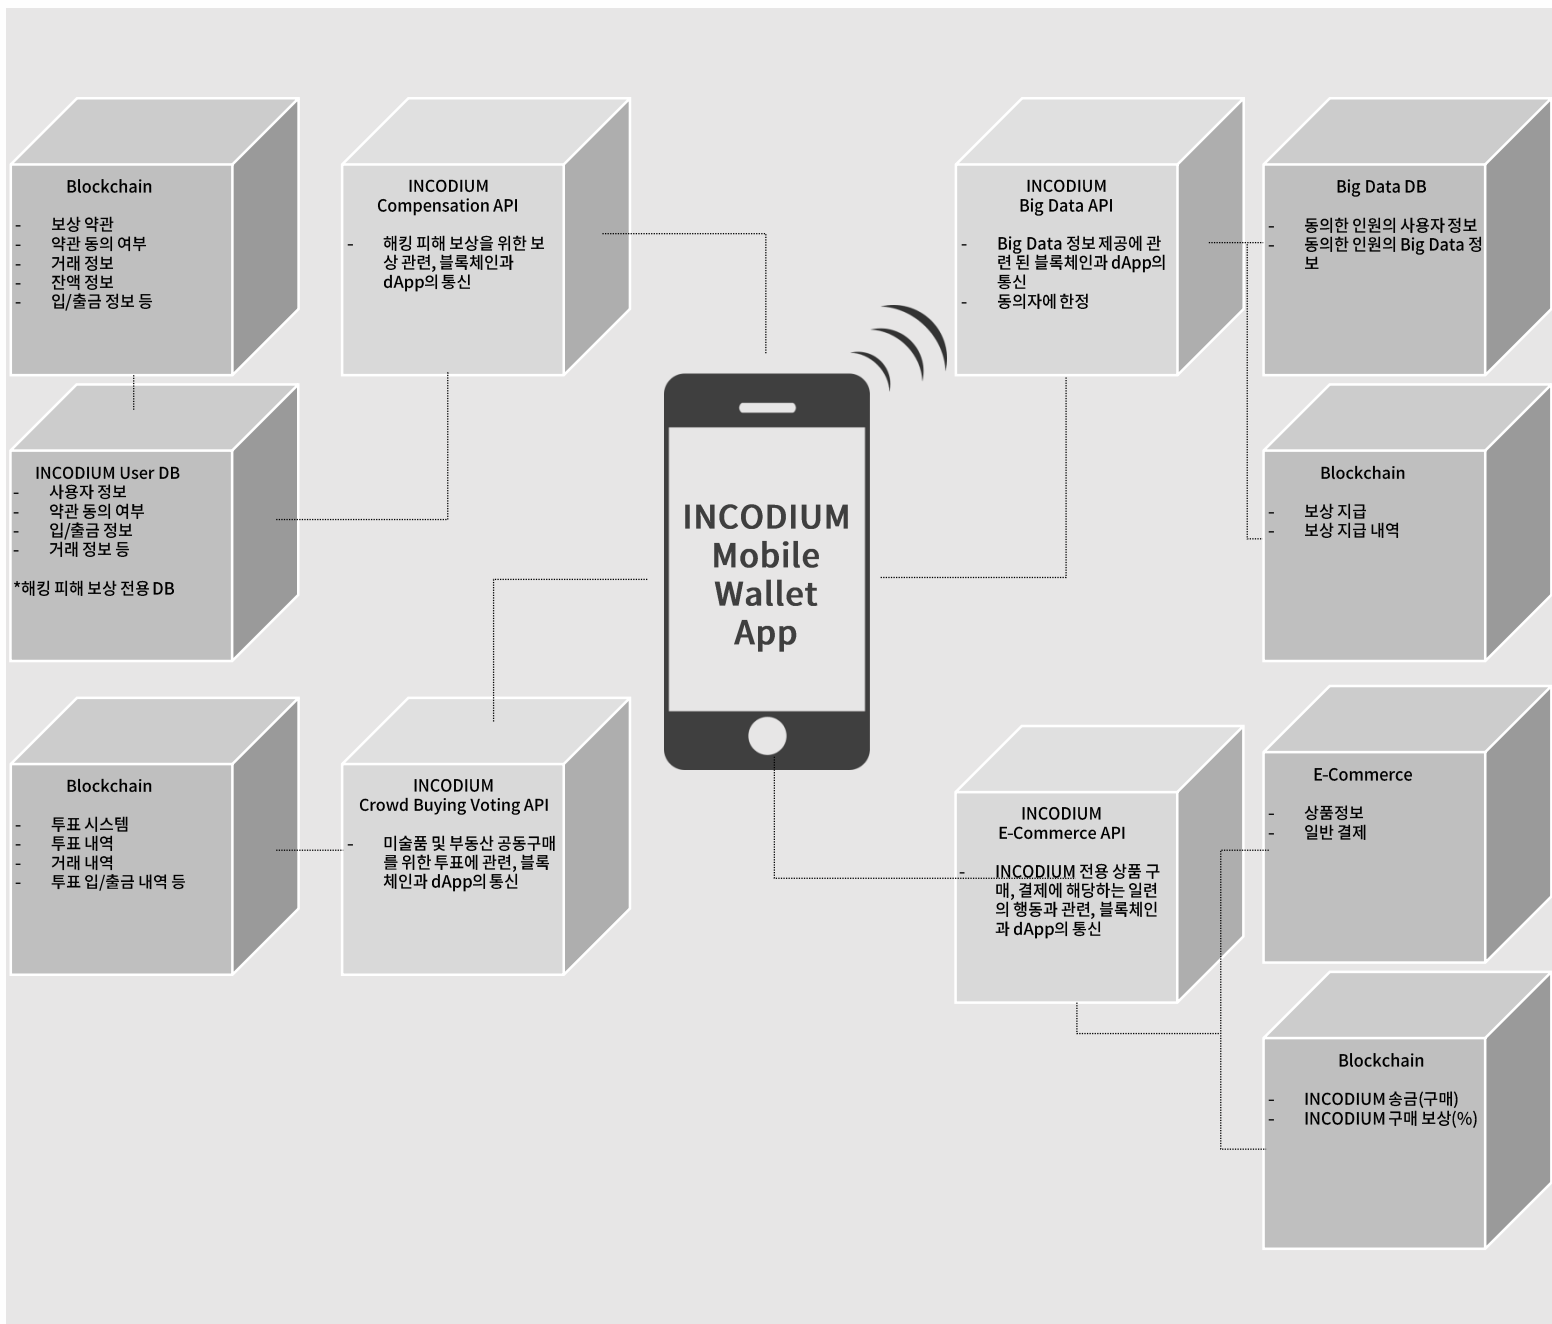 Blockchain
- 보상 약관
- 약관 동의 여부
- 거래 정보
- 잔액 정보
- 입/출금 정보 등
INCODIUM
Compensation API
- 해킹 피해 보상을 위한 보
상 관련, 블록체인과
dApp의 통신
INCODIUM
Big Data API
- Big Data 정보 제공에 관
련 된 블록체인과 dApp의
통신
- 동의자에 한정
Big Data DB
- 동의한 인원의 사용자 정보
- 동의한 인원의 Big Data 정
보
INCODIUM User DB
- 사용자 정보
- 약관 동의 여부
- 입/출금 정보
- 거래 정보 등
*해킹 피해 보상 전용 DB
INCODIUM
Mobile
Wallet
App
Blockchain
- 보상 지급
- 보상 지급 내역
Blockchain
- 투표 시스템
- 투표 내역
- 거래 내역
- 투표 입/출금 내역 등
INCODIUM
Crowd Buying Voting API
- 미술품 및 부동산 공동구매
를 위한 투표에 관련, 블록
체인과 dApp의 통신
INCODIUM
E-Commerce API
- INCODIUM 전용 상품 구
매, 결제에 해당하는 일련
의 행동과 관련, 블록체인
과 dApp의 통신
E-Commerce
- 상품정보
- 일반 결제
Blockchain
- INCODIUM 송금(구매)
- INCODIUM 구매 보상(%)